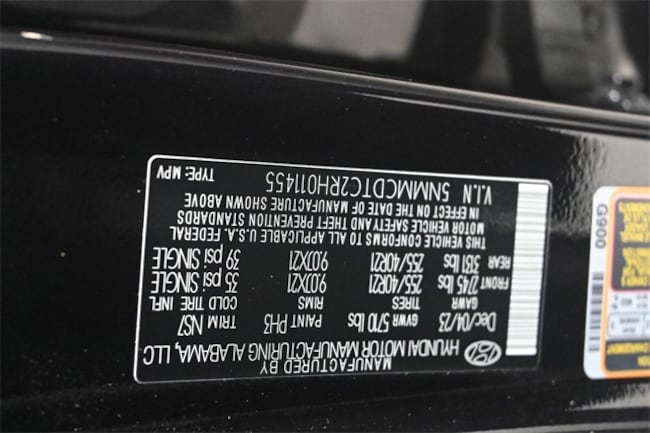 MANUFACTURED BY
HYUNDAI MOTOR MANUFACTURING ALABAMA, LLC
Dec/04/23 GVWR 5710 lbs PAINT PH3 TRIM NS7
GAWR TIRES RIMS COLD TIRE INFL
FRONT 2745 lbs 255/40R21 9.0JX21 35 psi SINGLE
REAR 3151 lbs 255/40R21 9.0JX21 39 psi SINGLE
THIS VEHICLE CONFORMS TO ALL APPLICABLE U.S.A. FEDERAL
MOTOR VEHICLE SAFETY AND THEFT PREVENTION STANDARDS
IN EFFECT ON THE DATE OF MANUFACTURE SHOWN ABOVE
V.I.N 5NMMCDTC2RH011455 TYPE: MPV
G900